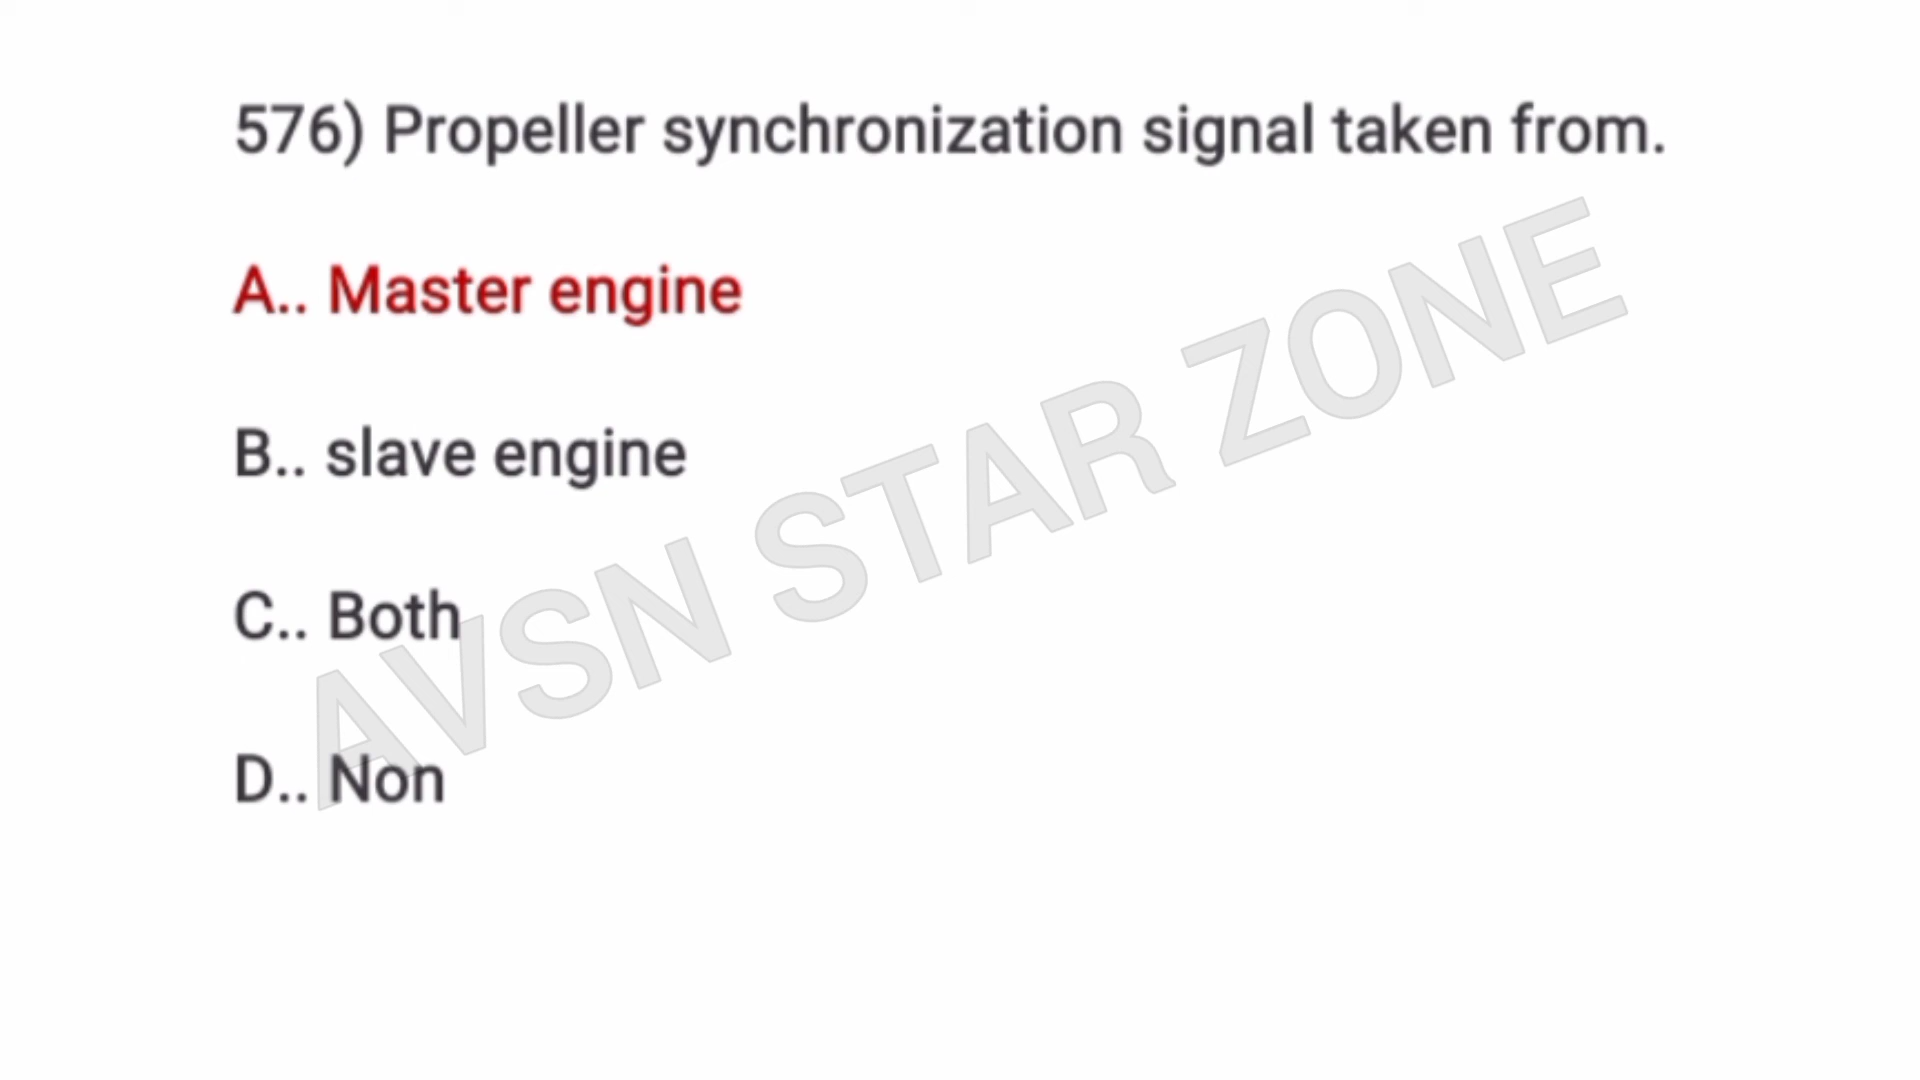 576) Propeller synchronization signal taken from.
A.. Master engine
B.. slave engine
C.. Both
D.. Non
AVSN STAR ZONE